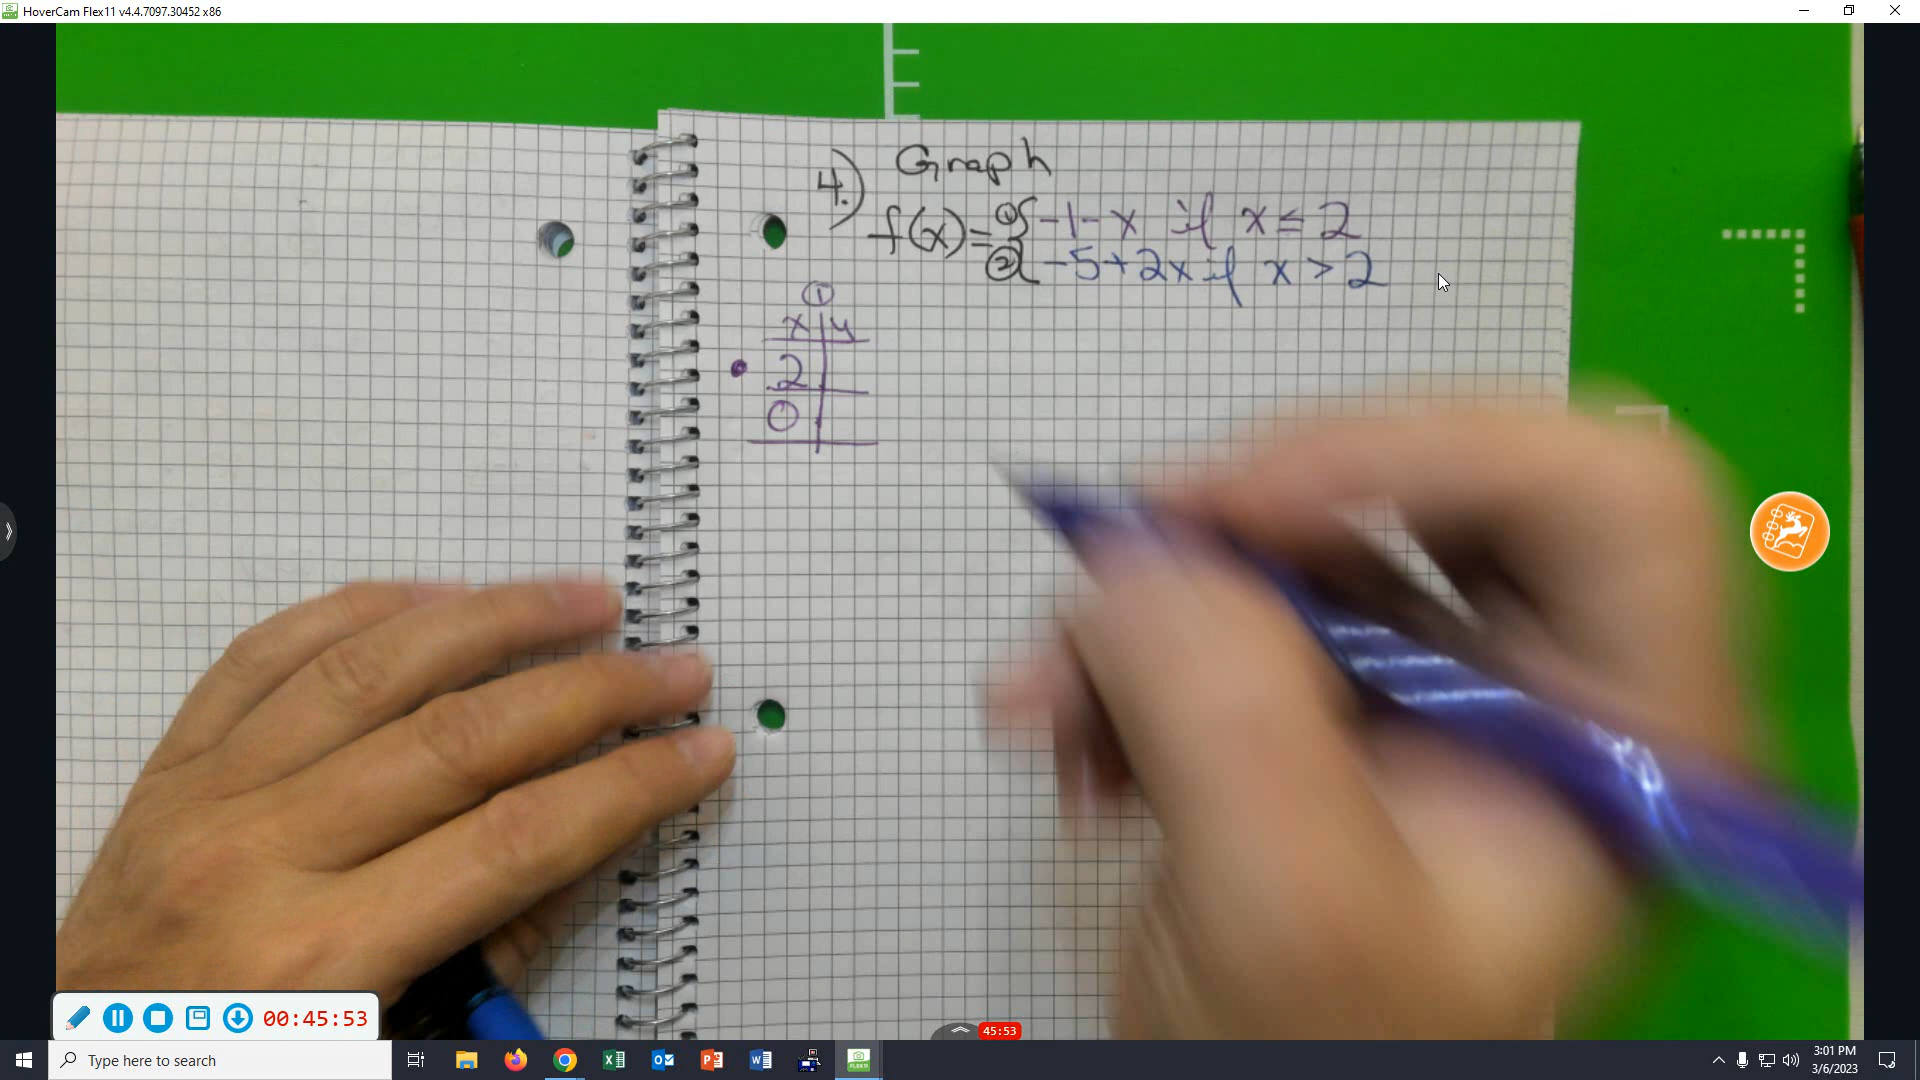 HoverCam Flex11 v4.4.7097.30452 x86
4.) Graph
f(x) = ① { -1 - x if x ≤ 2
② { -5 + 2x if x > 2
①
x | y
2
0
00:45:53
45:53
Type here to search
3:01 PM
3/6/2023